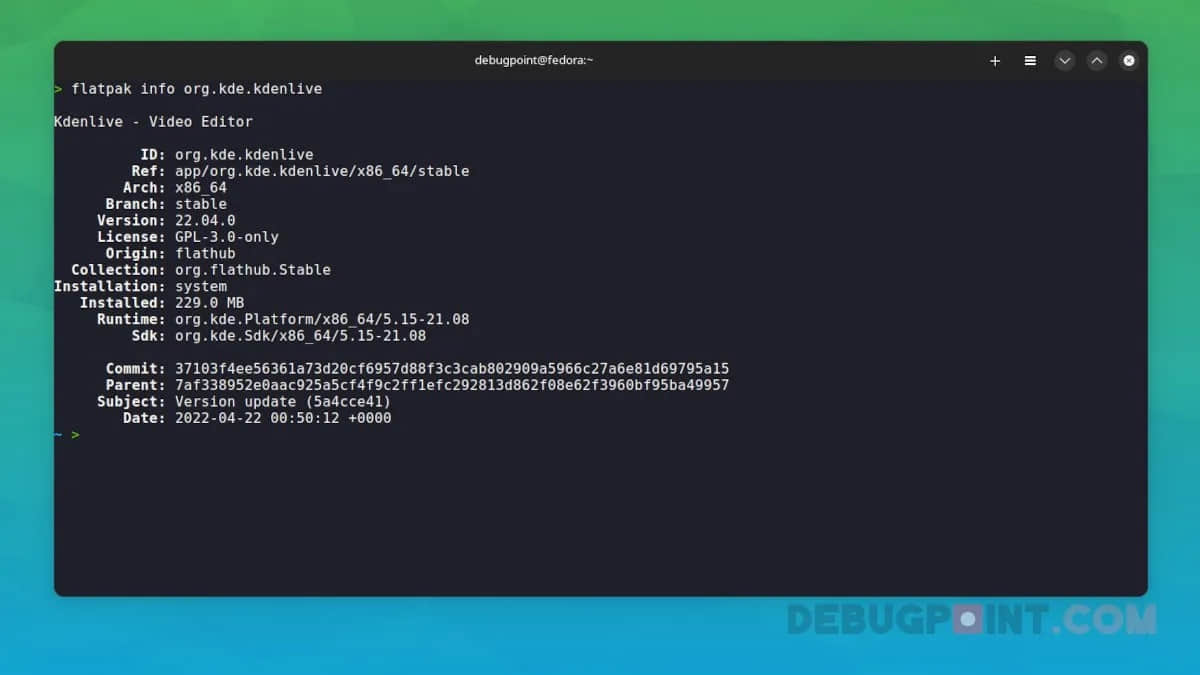 debugpoint@fedora:~
> flatpak info org.kde.kdenlive
Kdenlive - Video Editor
ID: org.kde.kdenlive
Ref: app/org.kde.kdenlive/x86_64/stable
Arch: x86_64
Branch: stable
Version: 22.04.0
License: GPL-3.0-only
Origin: flathub
Collection: org.flathub.Stable
Installation: system
Installed: 229.0 MB
Runtime: org.kde.Platform/x86_64/5.15-21.08
Sdk: org.kde.Sdk/x86_64/5.15-21.08
Commit: 37103f4ee56361a73d20cf6957d88f3c3cab802909a5966c27a6e81d69795a15
Parent: 7af338952e0aac925a5cf4f9c2ff1efc292813d862f08e62f3960bf95ba49957
Subject: Version update (5a4cce41)
Date: 2022-04-22 00:50:12 +0000
~ >
DEBUGPOINT.COM